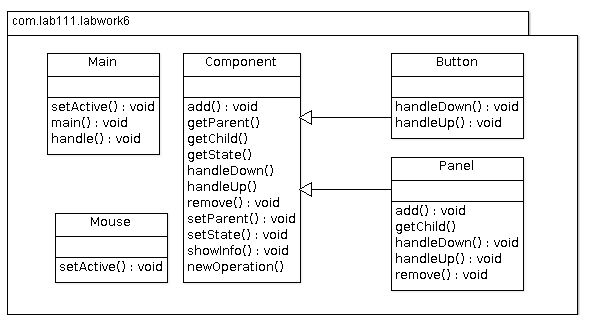 com.lab111.labwork6
Main
setActive() : void
main() : void
handle() : void
Component
add() : void
getParent()
getChild()
getState()
handleDown()
handleUp()
remove() : void
setParent() : void
setState() : void
showInfo() : void
newOperation()
Button
handleDown() : void
handleUp() : void
Panel
add() : void
getChild()
handleDown() : void
handleUp() : void
remove() : void
Mouse
setActive() : void